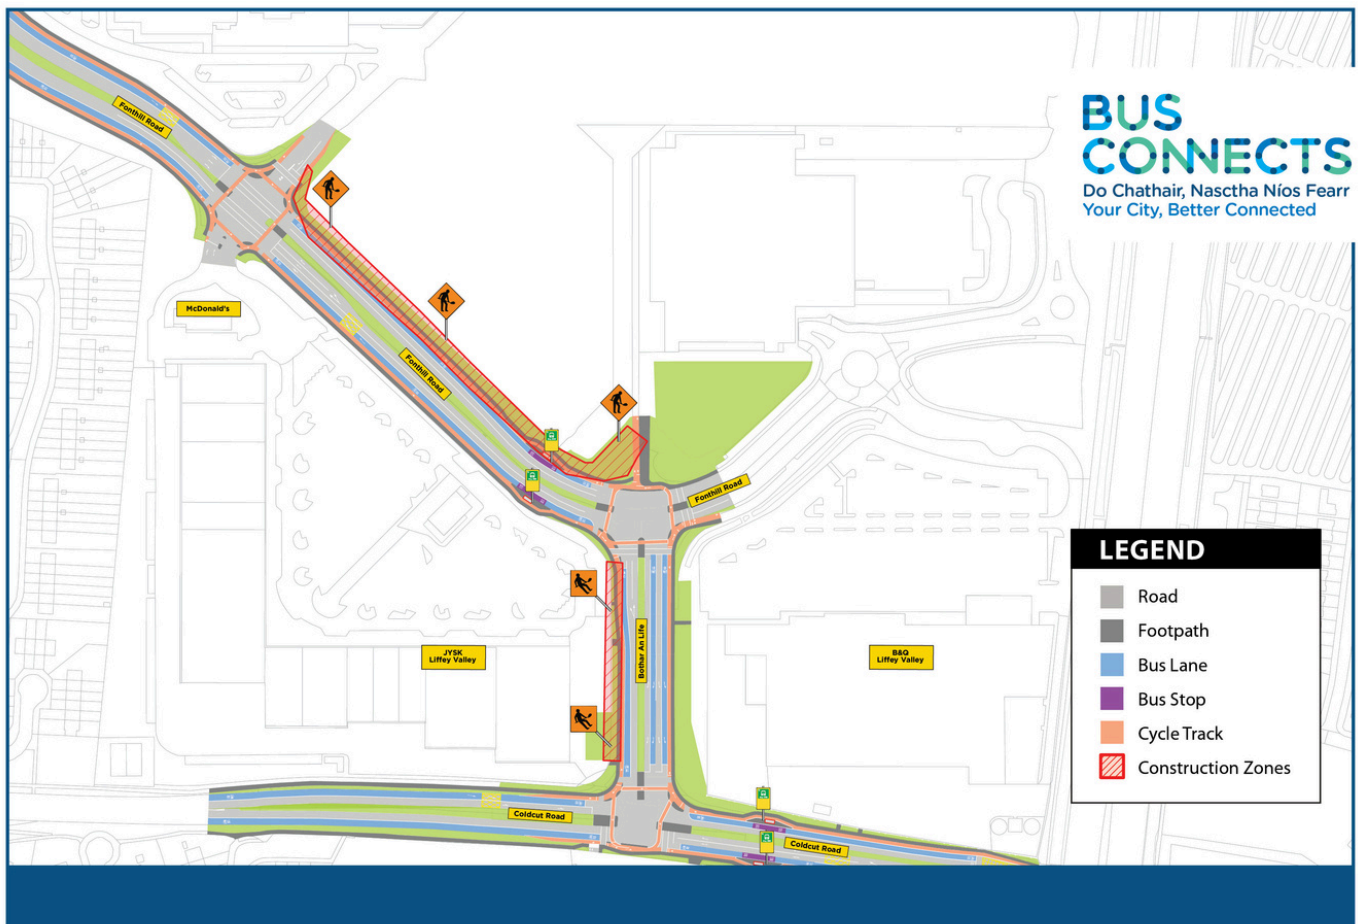 BUS
CONNECTS
Do Chathair, Nasctha Níos Fearr
Your City, Better Connected
Fonthill Road
McDonald's
Fonthill Road
Fonthill Road
JYSK
Liffey Valley
Bothar An Life
B&Q
Liffey Valley
Coldcut Road
Coldcut Road
LEGEND
Road
Footpath
Bus Lane
Bus Stop
Cycle Track
Construction Zones